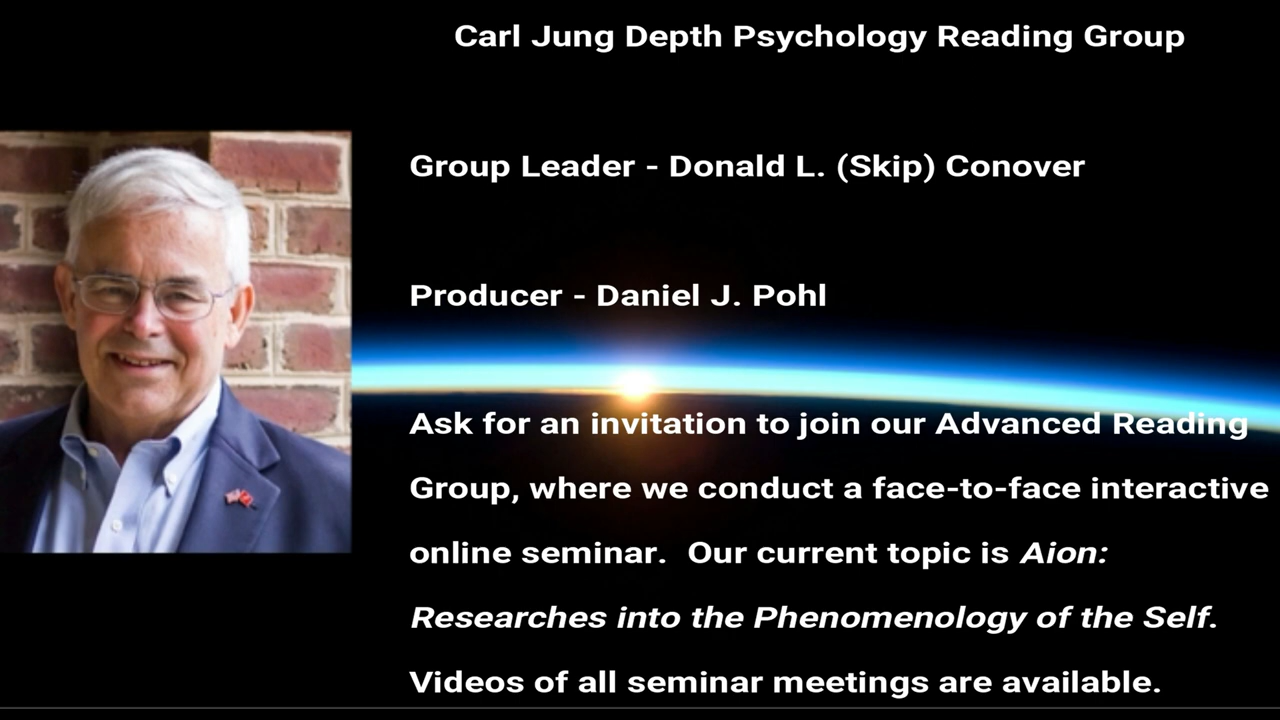 Carl Jung Depth Psychology Reading Group
Group Leader - Donald L. (Skip) Conover
Producer - Daniel J. Pohl
Ask for an invitation to join our Advanced Reading
Group, where we conduct a face-to-face interactive
online seminar.  Our current topic is Aion:
Researches into the Phenomenology of the Self.
Videos of all seminar meetings are available.